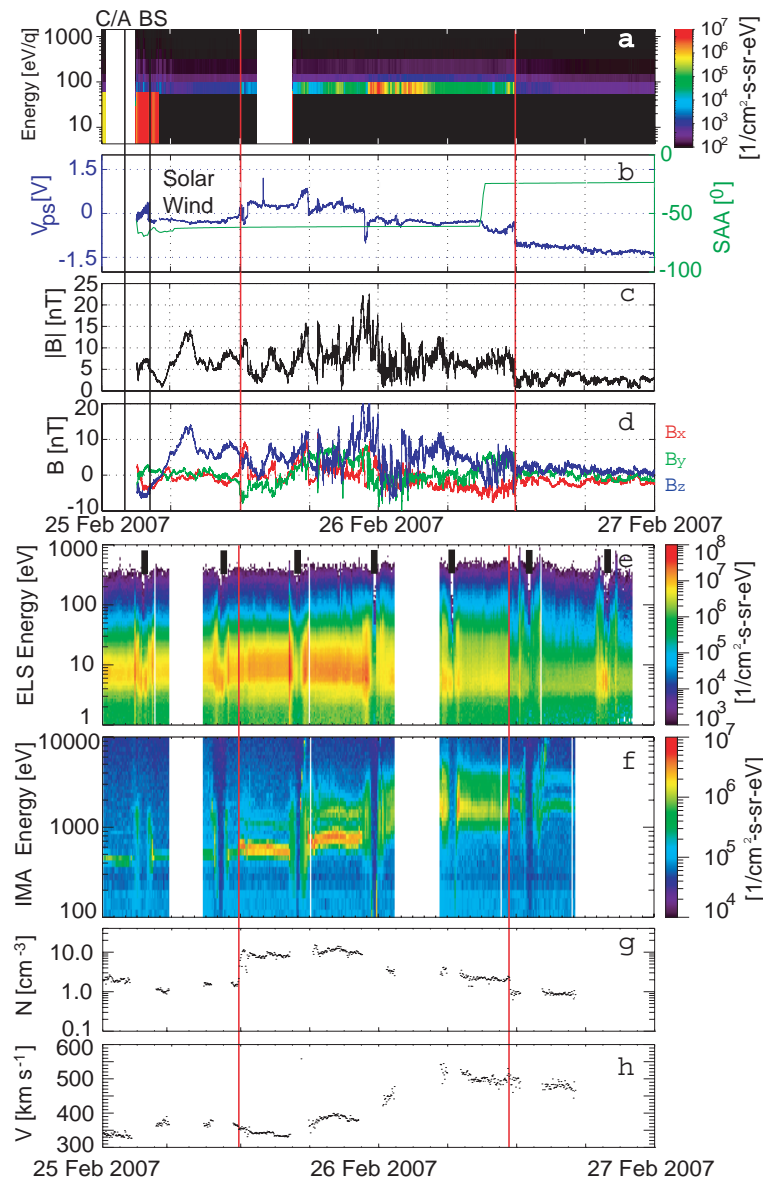 C/A BS
Energy [eV/q]
1000
100
10
a
10^7
10^6
10^5
10^4
10^3
10^2
[1/cm²-s-sr-eV]
V_ps[V]
1.5
0
-1.5
Solar
Wind
b
0
-50
-100
SAA [⁰]
|B| [nT]
25
20
15
10
5
0
c
B [nT]
20
10
0
-10
d
Bx
By
Bz
25 Feb 2007 26 Feb 2007 27 Feb 2007
ELS Energy [eV]
1000
100
10
1
e
10^8
10^7
10^6
10^5
10^4
10^3
[1/cm²-s-sr-eV]
IMA Energy [eV]
10000
1000
100
f
10^7
10^6
10^5
10^4
[1/cm²-s-sr-eV]
N [cm⁻³]
10.0
1.0
0.1
g
V [km s⁻¹]
600
500
400
300
h
25 Feb 2007 26 Feb 2007 27 Feb 2007